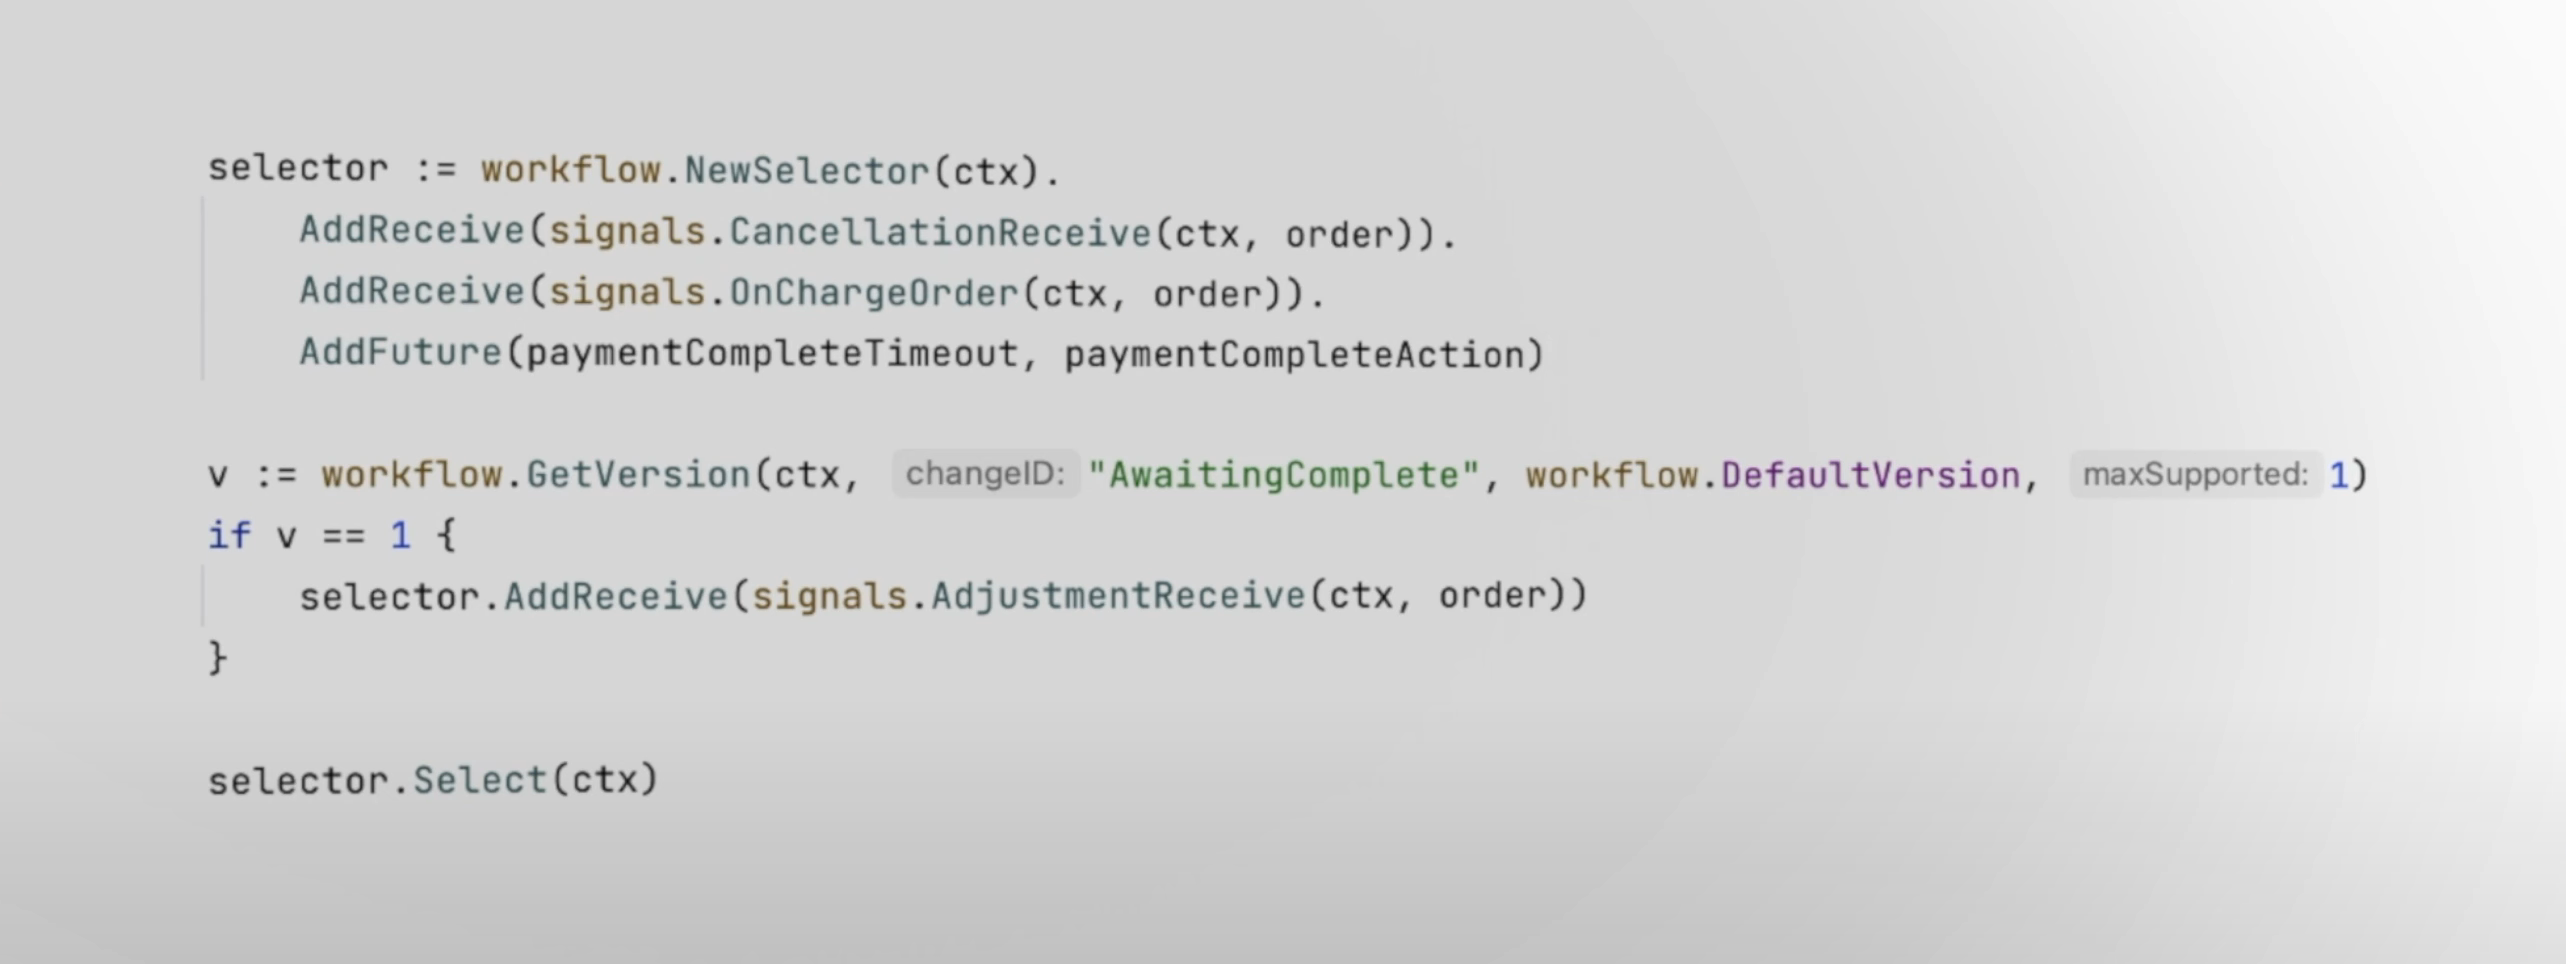 selector := workflow.NewSelector(ctx).
    AddReceive(signals.CancellationReceive(ctx, order)).
    AddReceive(signals.OnChargeOrder(ctx, order)).
    AddFuture(paymentCompleteTimeout, paymentCompleteAction)
v := workflow.GetVersion(ctx, changeID: "AwaitingComplete", workflow.DefaultVersion, maxSupported: 1)
if v == 1 {
    selector.AddReceive(signals.AdjustmentReceive(ctx, order))
}
selector.Select(ctx)